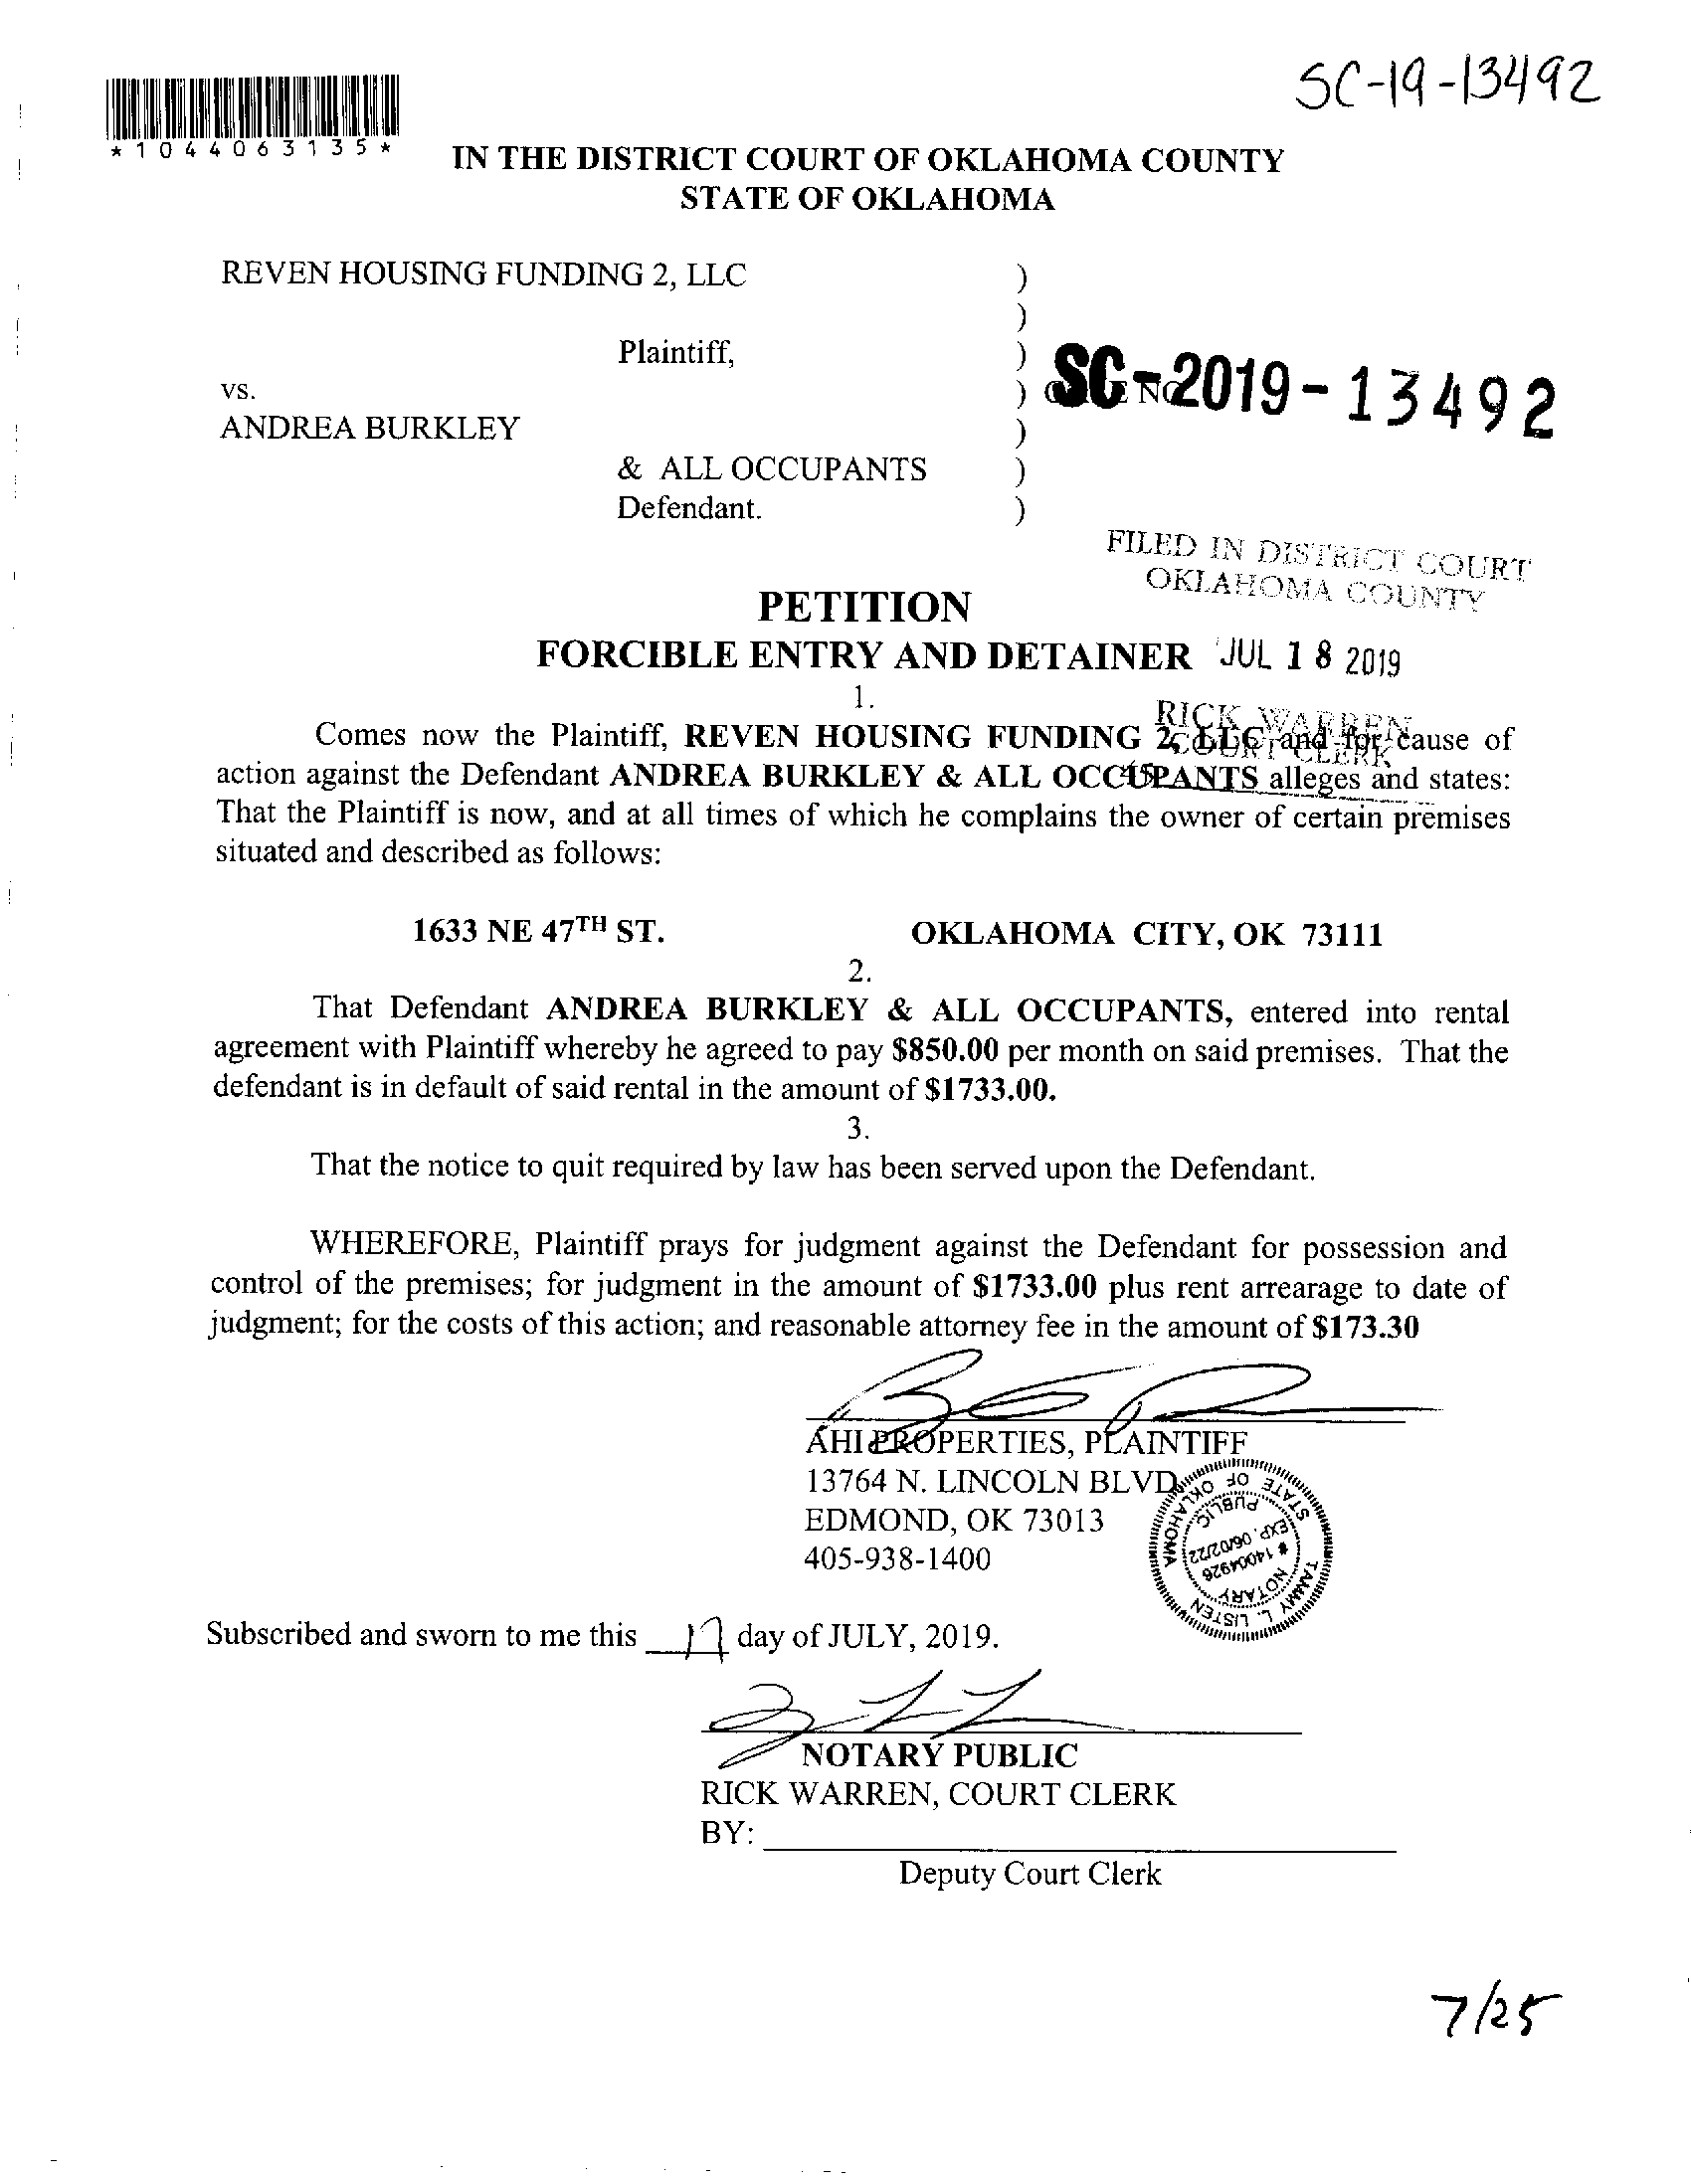 SC-19-13492
*1044063135*
IN THE DISTRICT COURT OF OKLAHOMA COUNTY
STATE OF OKLAHOMA
REVEN HOUSING FUNDING 2, LLC )
)
Plaintiff, )
vs. ) SC-2019-13492
ANDREA BURKLEY )
& ALL OCCUPANTS )
Defendant. )
FILED IN DISTRICT COURT
OKLAHOMA COUNTY
PETITION
FORCIBLE ENTRY AND DETAINER JUL 18 2019
1.
RICK WARREN
COURT CLERK
Comes now the Plaintiff, REVEN HOUSING FUNDING 2, LLC and for cause of
action against the Defendant ANDREA BURKLEY & ALL OCCUPANTS alleges and states:
That the Plaintiff is now, and at all times of which he complains the owner of certain premises
situated and described as follows:
1633 NE 47TH ST. OKLAHOMA CITY, OK 73111
2.
That Defendant ANDREA BURKLEY & ALL OCCUPANTS, entered into rental
agreement with Plaintiff whereby he agreed to pay $850.00 per month on said premises. That the
defendant is in default of said rental in the amount of $1733.00.
3.
That the notice to quit required by law has been served upon the Defendant.
WHEREFORE, Plaintiff prays for judgment against the Defendant for possession and
control of the premises; for judgment in the amount of $1733.00 plus rent arrearage to date of
judgment; for the costs of this action; and reasonable attorney fee in the amount of $173.30
AHI PROPERTIES, PLAINTIFF
13764 N. LINCOLN BLVD
EDMOND, OK 73013
405-938-1400
TAMMY L. LISTEN
NOTARY
# 14004926
EXP. 06/02/22
PUBLIC
STATE OF OKLAHOMA
Subscribed and sworn to me this 17 day of JULY, 2019.
NOTARY PUBLIC
RICK WARREN, COURT CLERK
BY:
Deputy Court Clerk
7/25